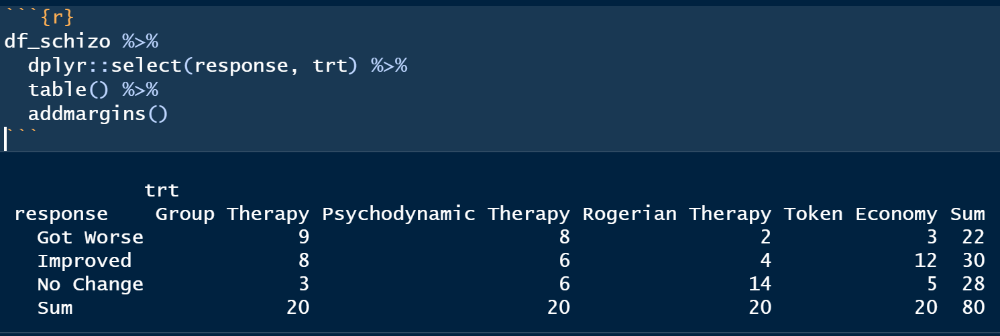 ```{r}
df_schizo %>%
  dplyr::select(response, trt) %>%
  table() %>%
  addmargins()
```
            trt
 response    Group Therapy Psychodynamic Therapy Rogerian Therapy Token Economy Sum
   Got Worse             9                     8                2             3  22
   Improved              8                     6                4            12  30
   No Change             3                     6               14             5  28
   Sum                  20                    20               20            20  80